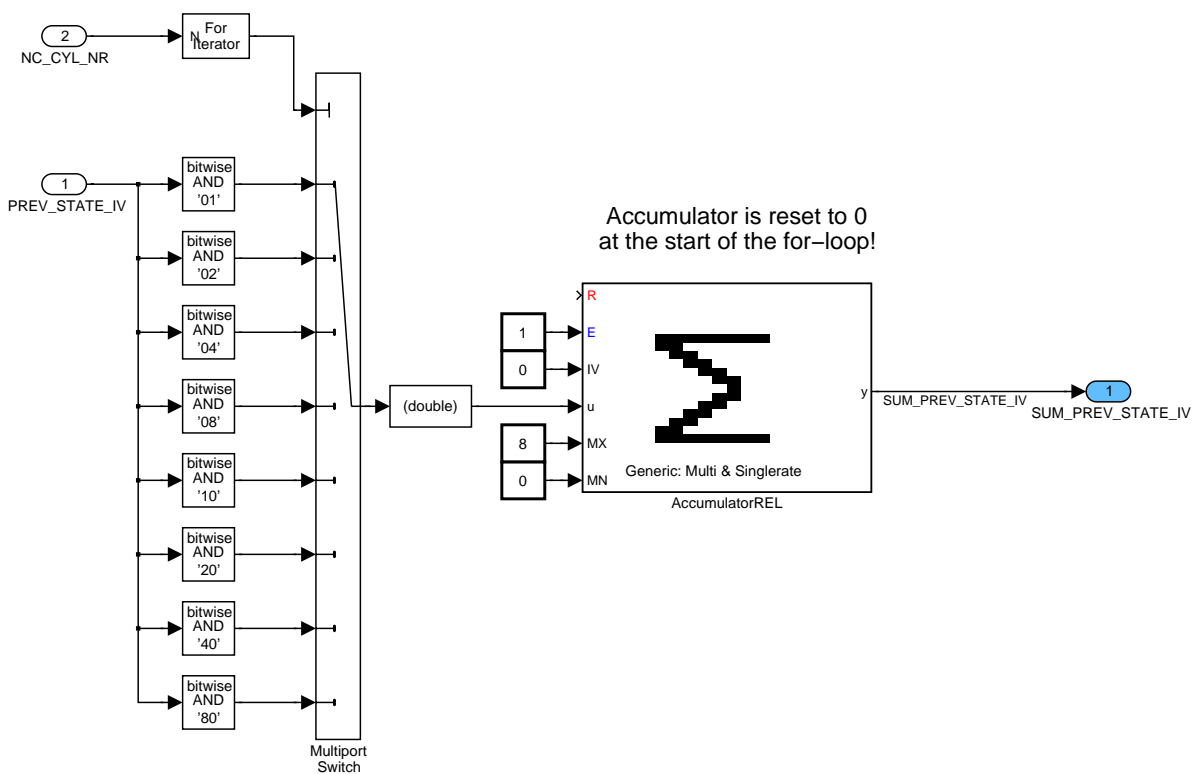 2
NC_CYL_NR
N
For
Iterator
1
PREV_STATE_IV
bitwise
AND
'01'
bitwise
AND
'02'
bitwise
AND
'04'
bitwise
AND
'08'
bitwise
AND
'10'
bitwise
AND
'20'
bitwise
AND
'40'
bitwise
AND
'80'
Multiport
Switch
(double)
Accumulator is reset to 0
at the start of the for−loop!
R
1
E
0
IV
u
8
MX
0
MN
y
Generic: Multi & Singlerate
AccumulatorREL
SUM_PREV_STATE_IV
1
SUM_PREV_STATE_IV